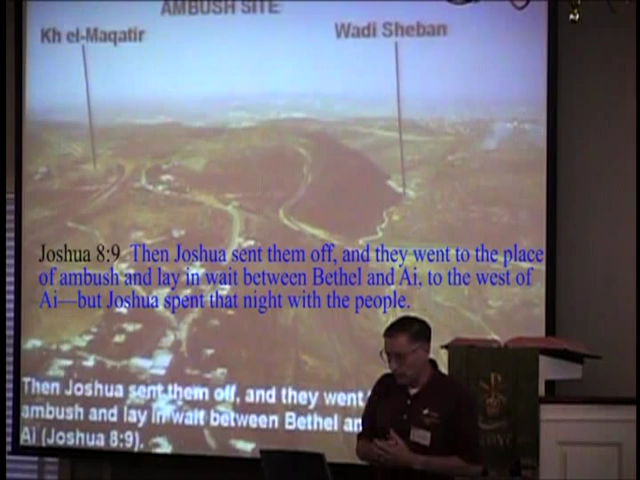 AMBUSH SITE
Kh el-Maqatir
Wadi Sheban
Joshua 8:9 Then Joshua sent them off, and they went to the place
of ambush and lay in wait between Bethel and Ai, to the west of
Ai—but Joshua spent that night with the people.
Then Joshua sent them off, and they went
ambush and lay in wait between Bethel an
Ai (Joshua 8:9).